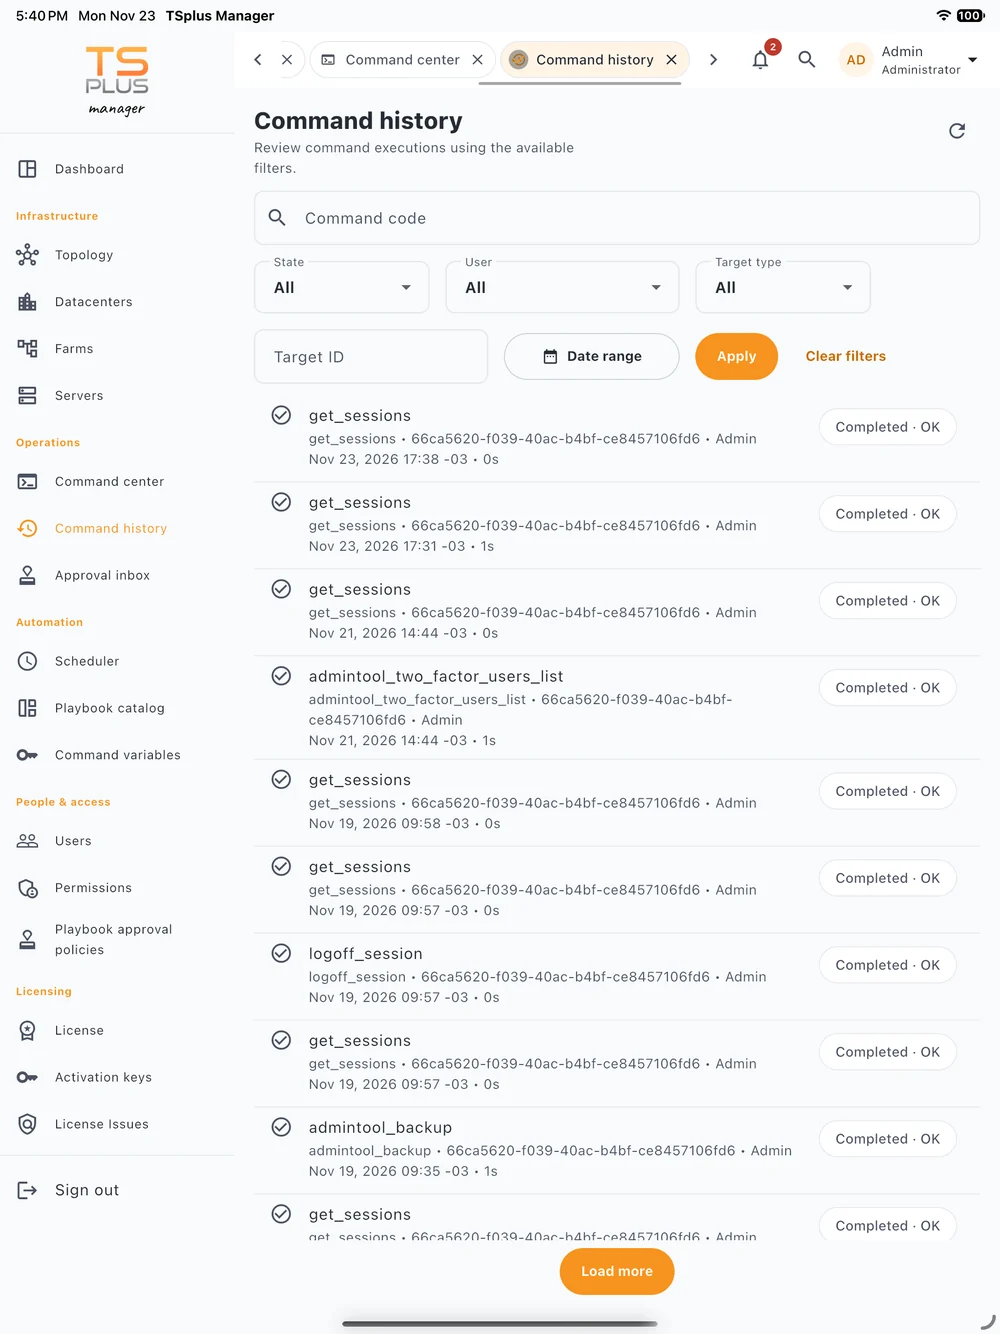 5:40 PM Mon Nov 23 TSplus Manager
100
TS
PLUS
manager
Command center
Command history
2
AD
Admin
Administrator
Dashboard
Infrastructure
Topology
Datacenters
Farms
Servers
Operations
Command center
Command history
Approval inbox
Automation
Scheduler
Playbook catalog
Command variables
People & access
Users
Permissions
Playbook approval
policies
Licensing
License
Activation keys
License Issues
Sign out
Command history
Review command executions using the available
filters.
Command code
State
All
User
All
Target type
All
Target ID
Date range
Apply
Clear filters
get_sessions
get_sessions • 66ca5620-f039-40ac-b4bf-ce8457106fd6 • Admin
Nov 23, 2026 17:38 -03 • 0s
Completed · OK
get_sessions
get_sessions • 66ca5620-f039-40ac-b4bf-ce8457106fd6 • Admin
Nov 23, 2026 17:31 -03 • 1s
Completed · OK
get_sessions
get_sessions • 66ca5620-f039-40ac-b4bf-ce8457106fd6 • Admin
Nov 21, 2026 14:44 -03 • 0s
Completed · OK
admintool_two_factor_users_list
admintool_two_factor_users_list • 66ca5620-f039-40ac-b4bf-
ce8457106fd6 • Admin
Nov 21, 2026 14:44 -03 • 1s
Completed · OK
get_sessions
get_sessions • 66ca5620-f039-40ac-b4bf-ce8457106fd6 • Admin
Nov 19, 2026 09:58 -03 • 0s
Completed · OK
get_sessions
get_sessions • 66ca5620-f039-40ac-b4bf-ce8457106fd6 • Admin
Nov 19, 2026 09:57 -03 • 0s
Completed · OK
logoff_session
logoff_session • 66ca5620-f039-40ac-b4bf-ce8457106fd6 • Admin
Nov 19, 2026 09:57 -03 • 0s
Completed · OK
get_sessions
get_sessions • 66ca5620-f039-40ac-b4bf-ce8457106fd6 • Admin
Nov 19, 2026 09:57 -03 • 0s
Completed · OK
admintool_backup
admintool_backup • 66ca5620-f039-40ac-b4bf-ce8457106fd6 • Admin
Nov 19, 2026 09:35 -03 • 1s
Completed · OK
get_sessions
get_sessions • 66ca5620-f039-40ac-b4bf-ce8457106fd6 • Admin
Completed · OK
Load more